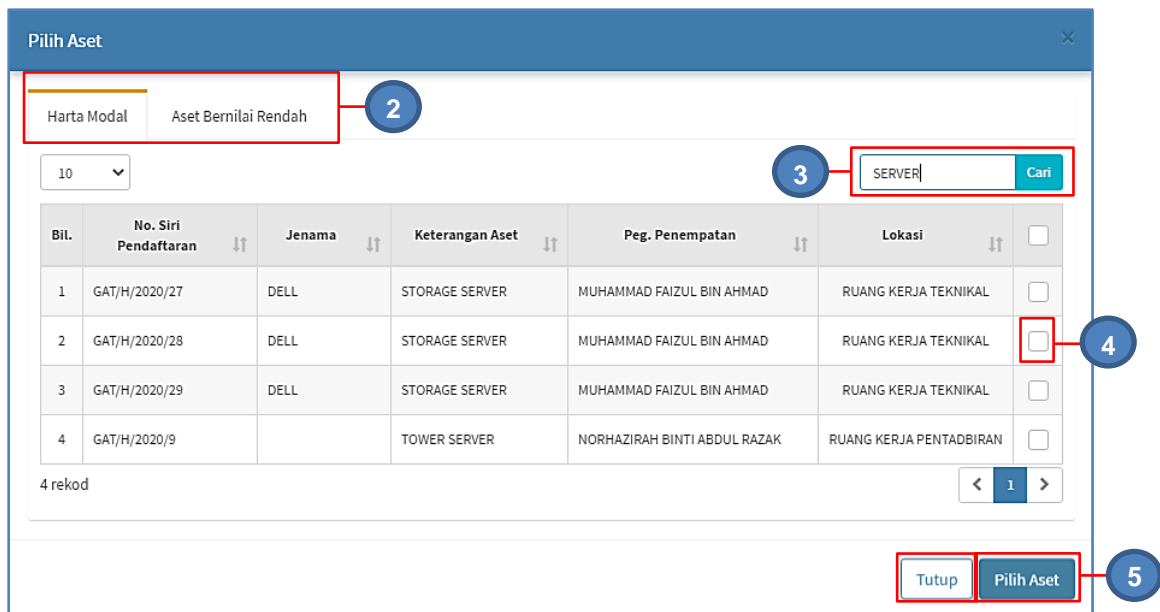 Pilih Aset ×
Harta Modal Aset Bernilai Rendah 2
10 3 SERVER Cari
Bil. No. Siri Pendaftaran Jenama Keterangan Aset Peg. Penempatan Lokasi
1 GAT/H/2020/27 DELL STORAGE SERVER MUHAMMAD FAIZUL BIN AHMAD RUANG KERJA TEKNIKAL
2 GAT/H/2020/28 DELL STORAGE SERVER MUHAMMAD FAIZUL BIN AHMAD RUANG KERJA TEKNIKAL 4
3 GAT/H/2020/29 DELL STORAGE SERVER MUHAMMAD FAIZUL BIN AHMAD RUANG KERJA TEKNIKAL
4 GAT/H/2020/9 TOWER SERVER NORHAZIRAH BINTI ABDUL RAZAK RUANG KERJA PENTADBIRAN
4 rekod < 1 >
Tutup Pilih Aset 5